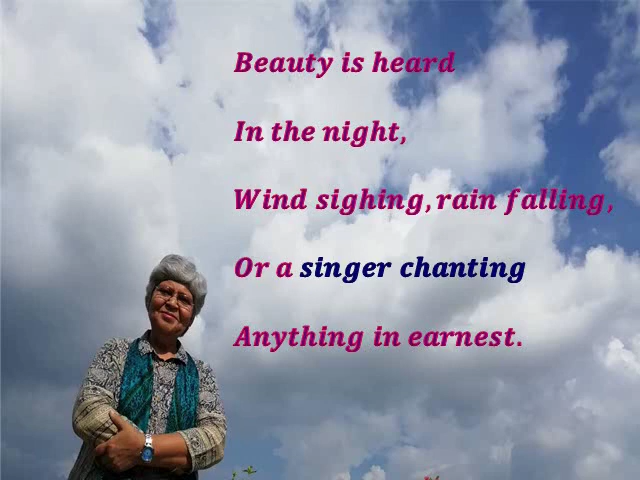 Beauty is heard
In the night,
Wind sighing, rain falling,
Or a singer chanting
Anything in earnest.